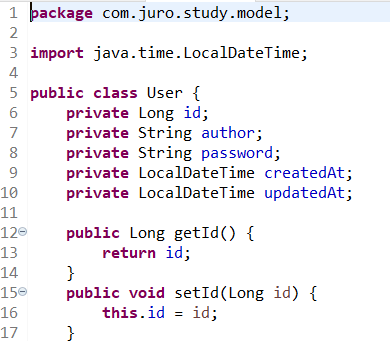 1 package com.juro.study.model;
2
3 import java.time.LocalDateTime;
4
5 public class User {
6     private Long id;
7     private String author;
8     private String password;
9     private LocalDateTime createdAt;
10     private LocalDateTime updatedAt;
11
12     public Long getId() {
13         return id;
14     }
15     public void setId(Long id) {
16         this.id = id;
17     }